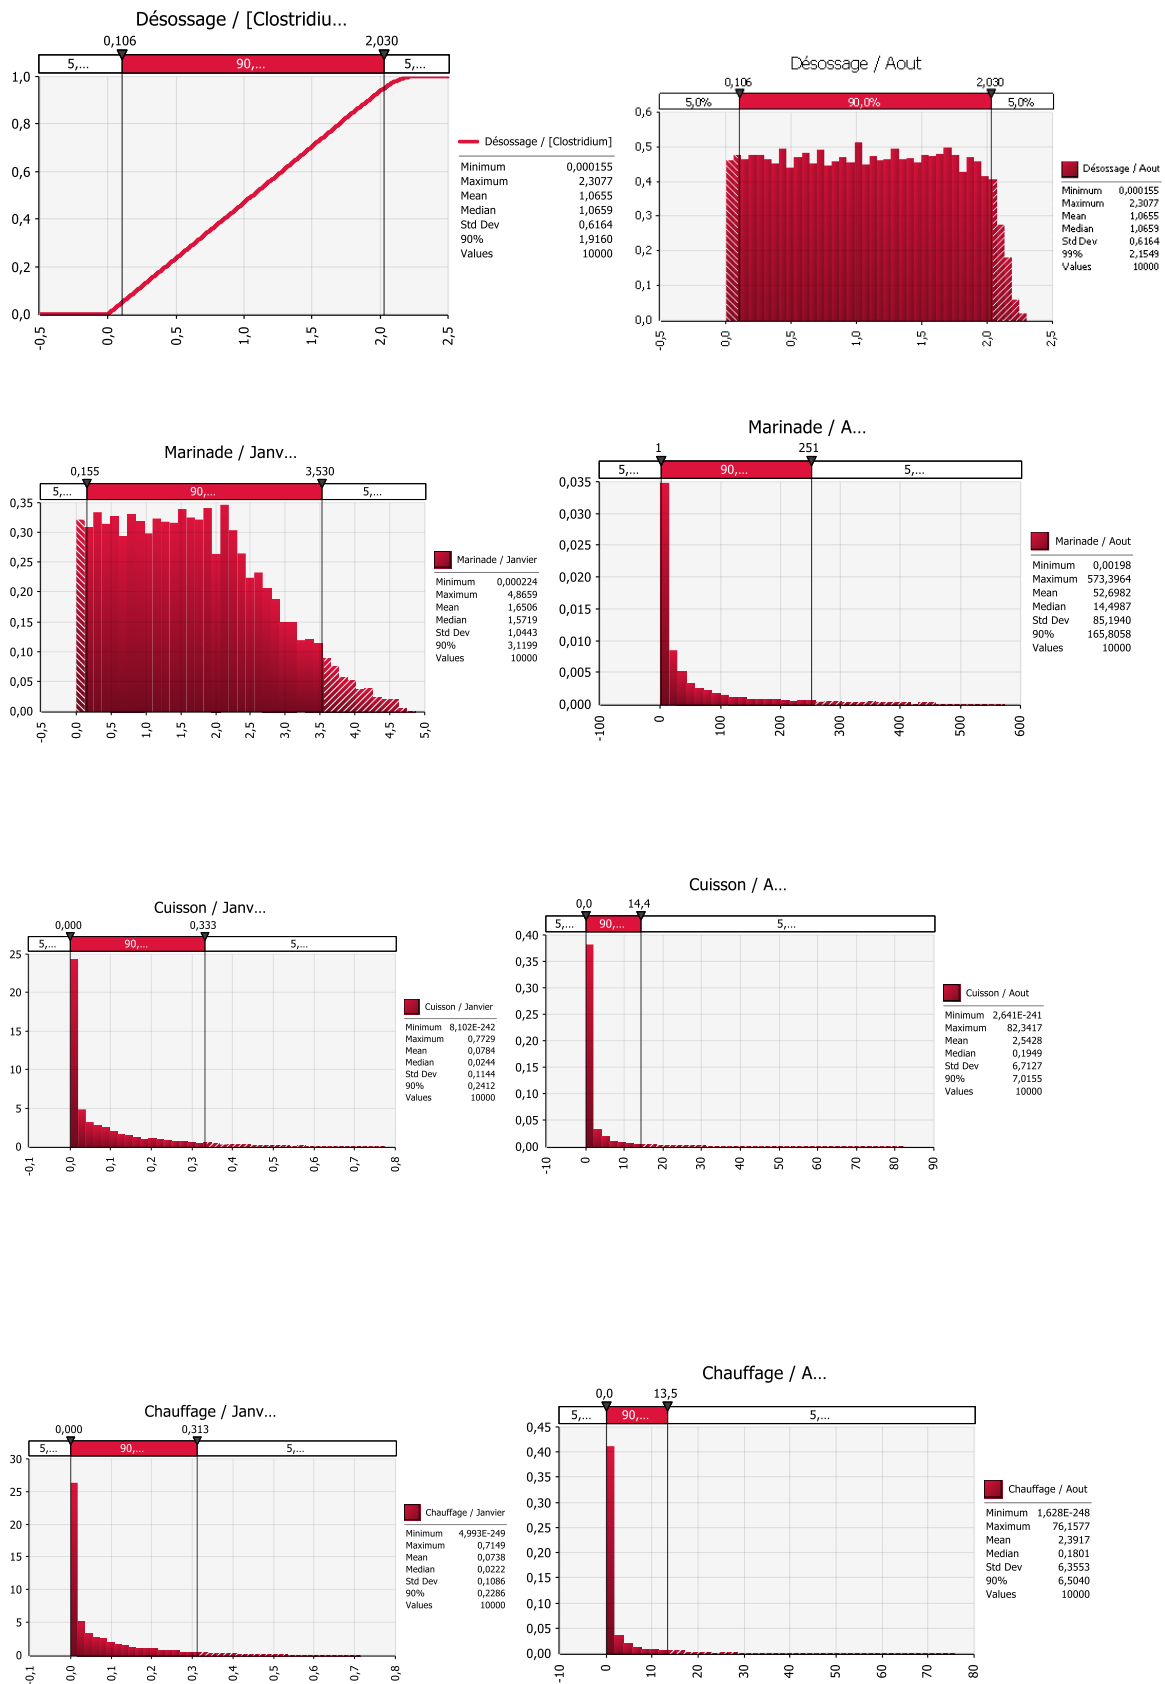 Désossage / [Clostridiu...
0,106 2,030
5,... 90,... 5,...
1,0
0,8
0,6
0,4
0,2
0,0
-0,5 0,0 0,5 1,0 1,5 2,0 2,5
Désossage / [Clostridium]
Minimum 0,000155
Maximum 2,3077
Mean 1,0655
Median 1,0659
Std Dev 0,6164
90% 1,9160
Values 10000
Désossage / Aout
0,106 2,030
5,0% 90,0% 5,0%
0,6
0,5
0,4
0,3
0,2
0,1
0,0
-0,5 0,0 0,5 1,0 1,5 2,0 2,5
Désossage / Aout
Minimum 0,000155
Maximum 2,3077
Mean 1,0655
Median 1,0659
Std Dev 0,6164
99% 2,1549
Values 10000
Marinade / Janv...
0,155 3,530
5,... 90,... 5,...
0,35
0,30
0,25
0,20
0,15
0,10
0,05
0,00
-0,5 0,0 0,5 1,0 1,5 2,0 2,5 3,0 3,5 4,0 4,5 5,0
Marinade / Janvier
Minimum 0,000224
Maximum 4,8659
Mean 1,6506
Median 1,5719
Std Dev 1,0443
90% 3,1199
Values 10000
Marinade / A...
1 251
5,... 90,... 5,...
0,035
0,030
0,025
0,020
0,015
0,010
0,005
0,000
-100 0 100 200 300 400 500 600
Marinade / Aout
Minimum 0,00198
Maximum 573,3964
Mean 52,6982
Median 14,4987
Std Dev 85,1940
90% 165,8058
Values 10000
Cuisson / Janv...
0,000 0,333
5,... 90,... 5,...
25
20
15
10
5
0
-0,1 0,0 0,1 0,2 0,3 0,4 0,5 0,6 0,7 0,8
Cuisson / Janvier
Minimum 8,102E-242
Maximum 0,7729
Mean 0,0784
Median 0,0244
Std Dev 0,1144
90% 0,2412
Values 10000
Cuisson / A...
0,0 14,4
5,... 90,... 5,...
0,40
0,35
0,30
0,25
0,20
0,15
0,10
0,05
0,00
-10 0 10 20 30 40 50 60 70 80 90
Cuisson / Aout
Minimum 2,641E-241
Maximum 82,3417
Mean 2,5428
Median 0,1949
Std Dev 6,7127
90% 7,0155
Values 10000
Chauffage / Janv...
0,000 0,313
5,... 90,... 5,...
30
25
20
15
10
5
0
-0,1 0,0 0,1 0,2 0,3 0,4 0,5 0,6 0,7 0,8
Chauffage / Janvier
Minimum 4,993E-249
Maximum 0,7149
Mean 0,0738
Median 0,0222
Std Dev 0,1086
90% 0,2286
Values 10000
Chauffage / A...
0,0 13,5
5,... 90,... 5,...
0,45
0,40
0,35
0,30
0,25
0,20
0,15
0,10
0,05
0,00
-10 0 10 20 30 40 50 60 70 80
Chauffage / Aout
Minimum 1,628E-248
Maximum 76,1577
Mean 2,3917
Median 0,1801
Std Dev 6,3553
90% 6,5040
Values 10000